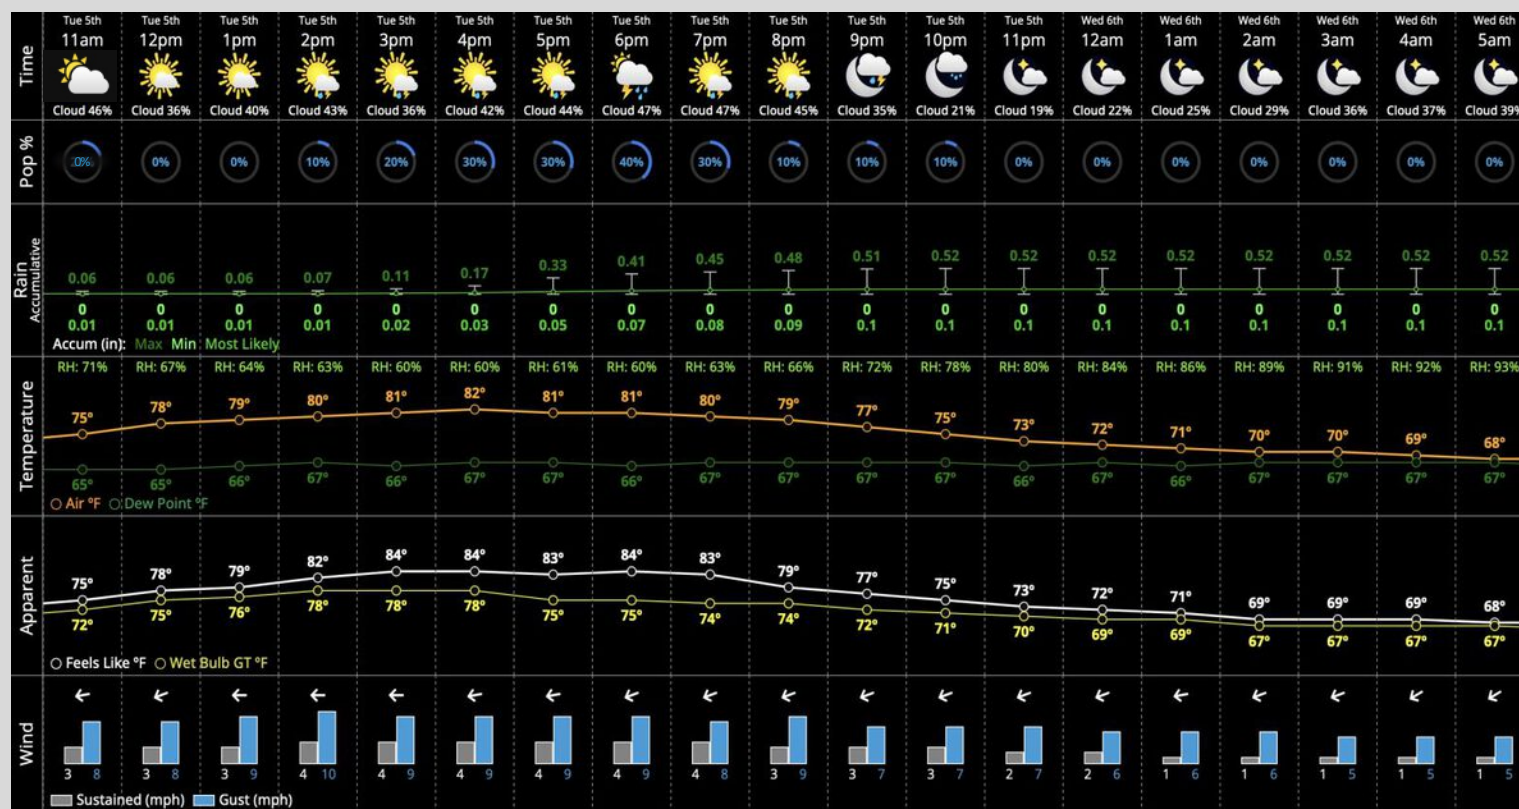 Time
Tue 5th Tue 5th Tue 5th Tue 5th Tue 5th Tue 5th Tue 5th Tue 5th Tue 5th Tue 5th Tue 5th Tue 5th Tue 5th Wed 6th Wed 6th Wed 6th Wed 6th Wed 6th Wed 6th
11am 12pm 1pm 2pm 3pm 4pm 5pm 6pm 7pm 8pm 9pm 10pm 11pm 12am 1am 2am 3am 4am 5am
Cloud 46% Cloud 36% Cloud 40% Cloud 43% Cloud 36% Cloud 42% Cloud 44% Cloud 47% Cloud 47% Cloud 45% Cloud 35% Cloud 21% Cloud 19% Cloud 22% Cloud 25% Cloud 29% Cloud 36% Cloud 37% Cloud 39%
Pop %
0% 0% 10% 20% 30% 30% 40% 30% 10% 10% 10% 0% 0% 0% 0% 0% 0% 0%
Rain
Accumulative
0.06 0.06 0.06 0.07 0.11 0.17 0.33 0.41 0.45 0.48 0.51 0.52 0.52 0.52 0.52 0.52 0.52 0.52 0.52
0 0 0 0 0 0 0 0 0 0 0 0 0 0 0 0 0 0 0
0.01 0.01 0.01 0.01 0.02 0.03 0.05 0.07 0.08 0.09 0.1 0.1 0.1 0.1 0.1 0.1 0.1 0.1 0.1
Accum (in): Max Min Most Likely
Temperature
RH: 71% RH: 67% RH: 64% RH: 63% RH: 60% RH: 60% RH: 61% RH: 60% RH: 63% RH: 66% RH: 72% RH: 78% RH: 80% RH: 84% RH: 86% RH: 89% RH: 91% RH: 92% RH: 93%
75° 78° 79° 80° 81° 82° 81° 81° 80° 79° 77° 75° 73° 72° 71° 70° 70° 69° 68°
65° 65° 66° 67° 66° 67° 67° 66° 67° 67° 67° 67° 66° 67° 66° 67° 67° 67° 67°
Air ºF Dew Point ºF
Apparent
75° 78° 79° 82° 84° 84° 83° 84° 83° 79° 77° 75° 73° 72° 71° 69° 69° 69° 68°
72° 75° 76° 78° 78° 78° 75° 75° 74° 74° 72° 71° 70° 69° 69° 67° 67° 67° 67°
Feels Like ºF Wet Bulb GT ºF
Wind
3 8 3 8 3 9 4 10 4 9 4 9 4 9 4 9 4 8 3 9 3 7 3 7 2 7 2 6 1 6 1 6 1 5 1 5 1 5
Sustained (mph) Gust (mph)